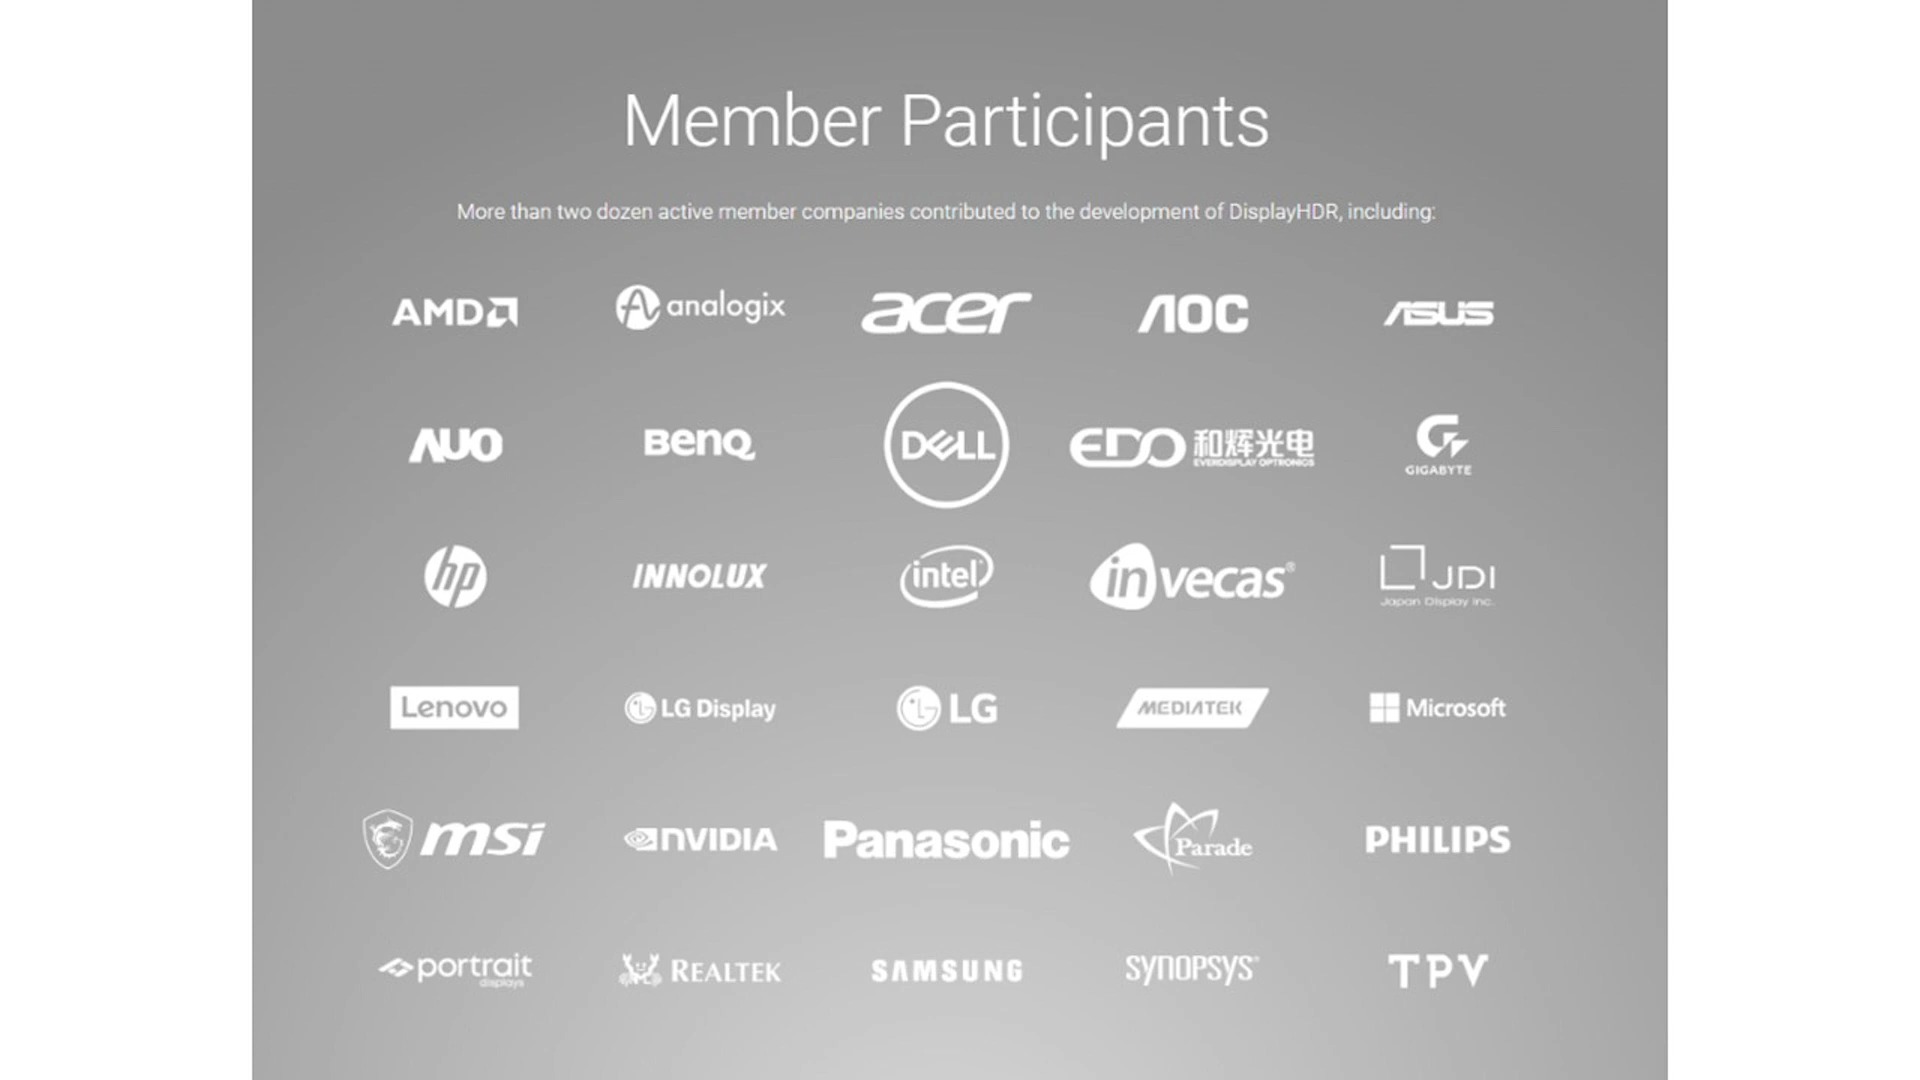 Member Participants
More than two dozen active member companies contributed to the development of DisplayHDR, including:
AMD
analogix
acer
AOC
ASUS
AUO
BenQ
DELL
EDO 和辉光电
EVERDISPLAY OPTRONICS
GIGABYTE
hp
INNOLUX
intel
invecas®
JDI
Japan Display Inc.
Lenovo
LG Display
LG
MEDIATEK
Microsoft
msi
NVIDIA
Panasonic
Parade
PHILIPS
portrait
displays
REALTEK
SAMSUNG
SYNOPSYS
TPV